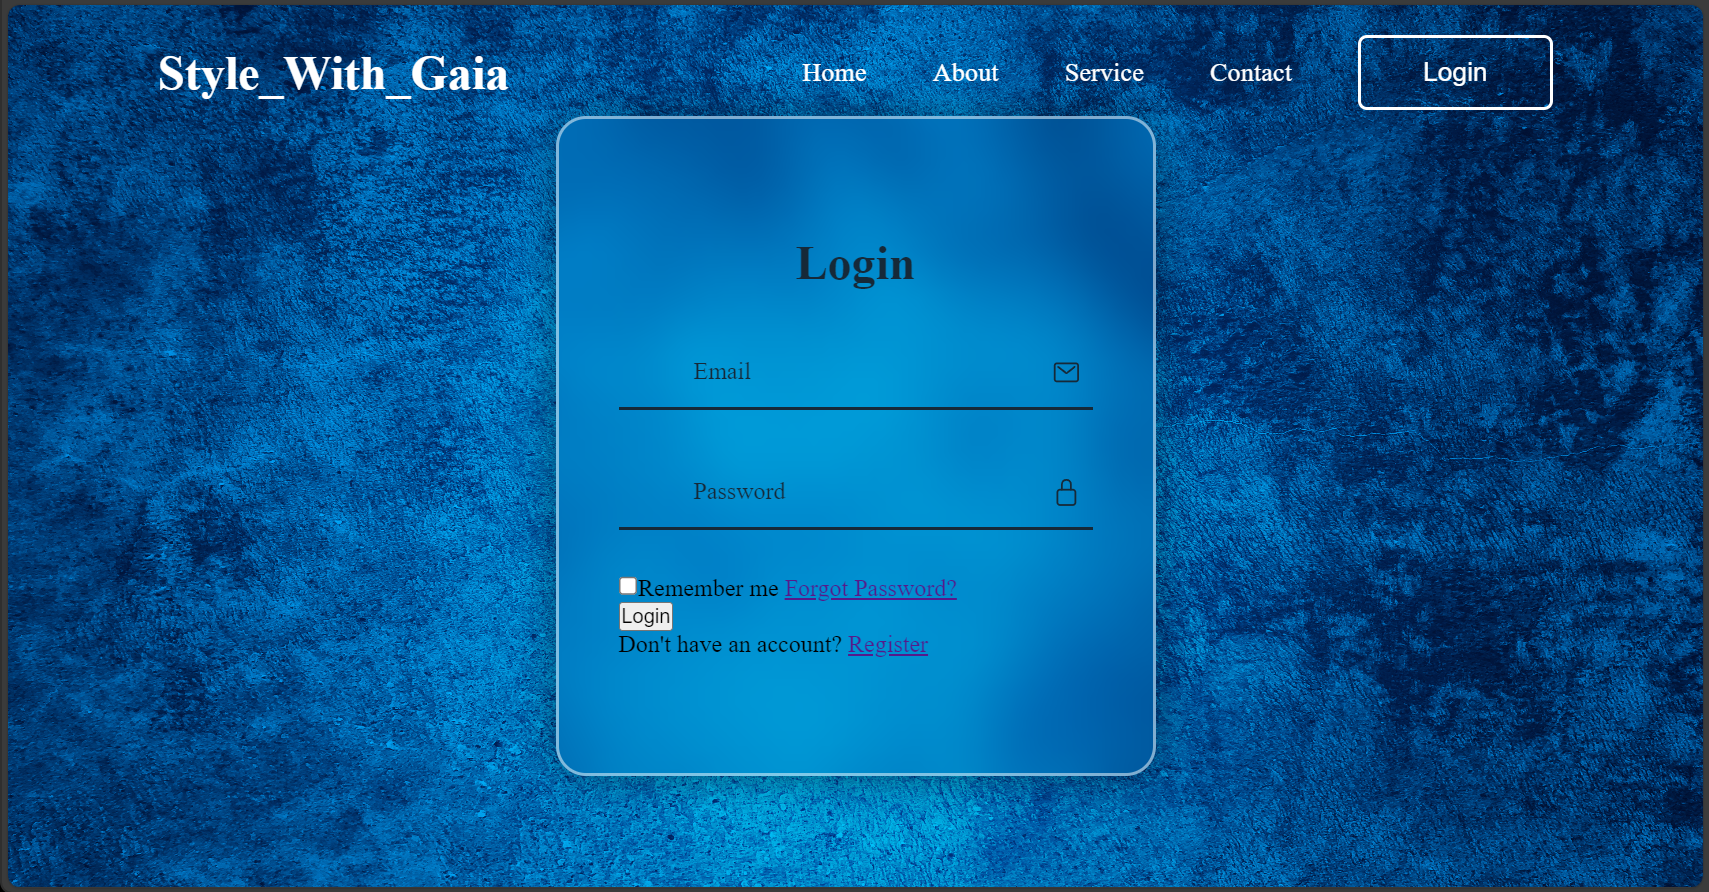 Style_With_Gaia
Home About Service Contact Login
Login
Email
Password
Remember me Forgot Password?
Login
Don't have an account? Register